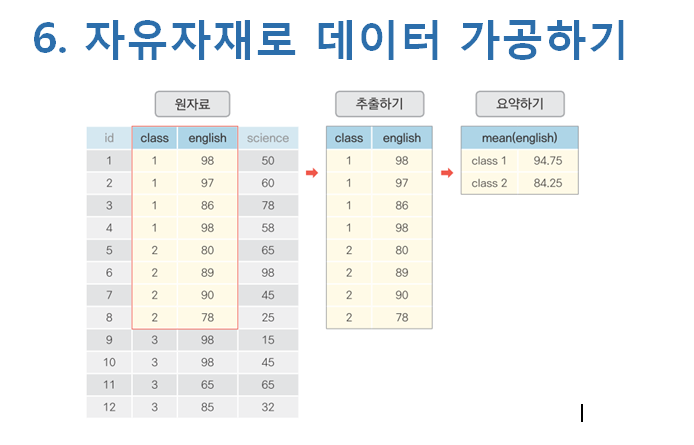 6. 자유자재로 데이터 가공하기
원자료 추출하기 요약하기
id class english science class english mean(english)
1 1 98 50 1 98 class 1 94.75
2 1 97 60 1 97 class 2 84.25
3 1 86 78 1 86
4 1 98 58 1 98
5 2 80 65 2 80
6 2 89 98 2 89
7 2 90 45 2 90
8 2 78 25 2 78
9 3 98 15
10 3 98 45
11 3 65 65
12 3 85 32